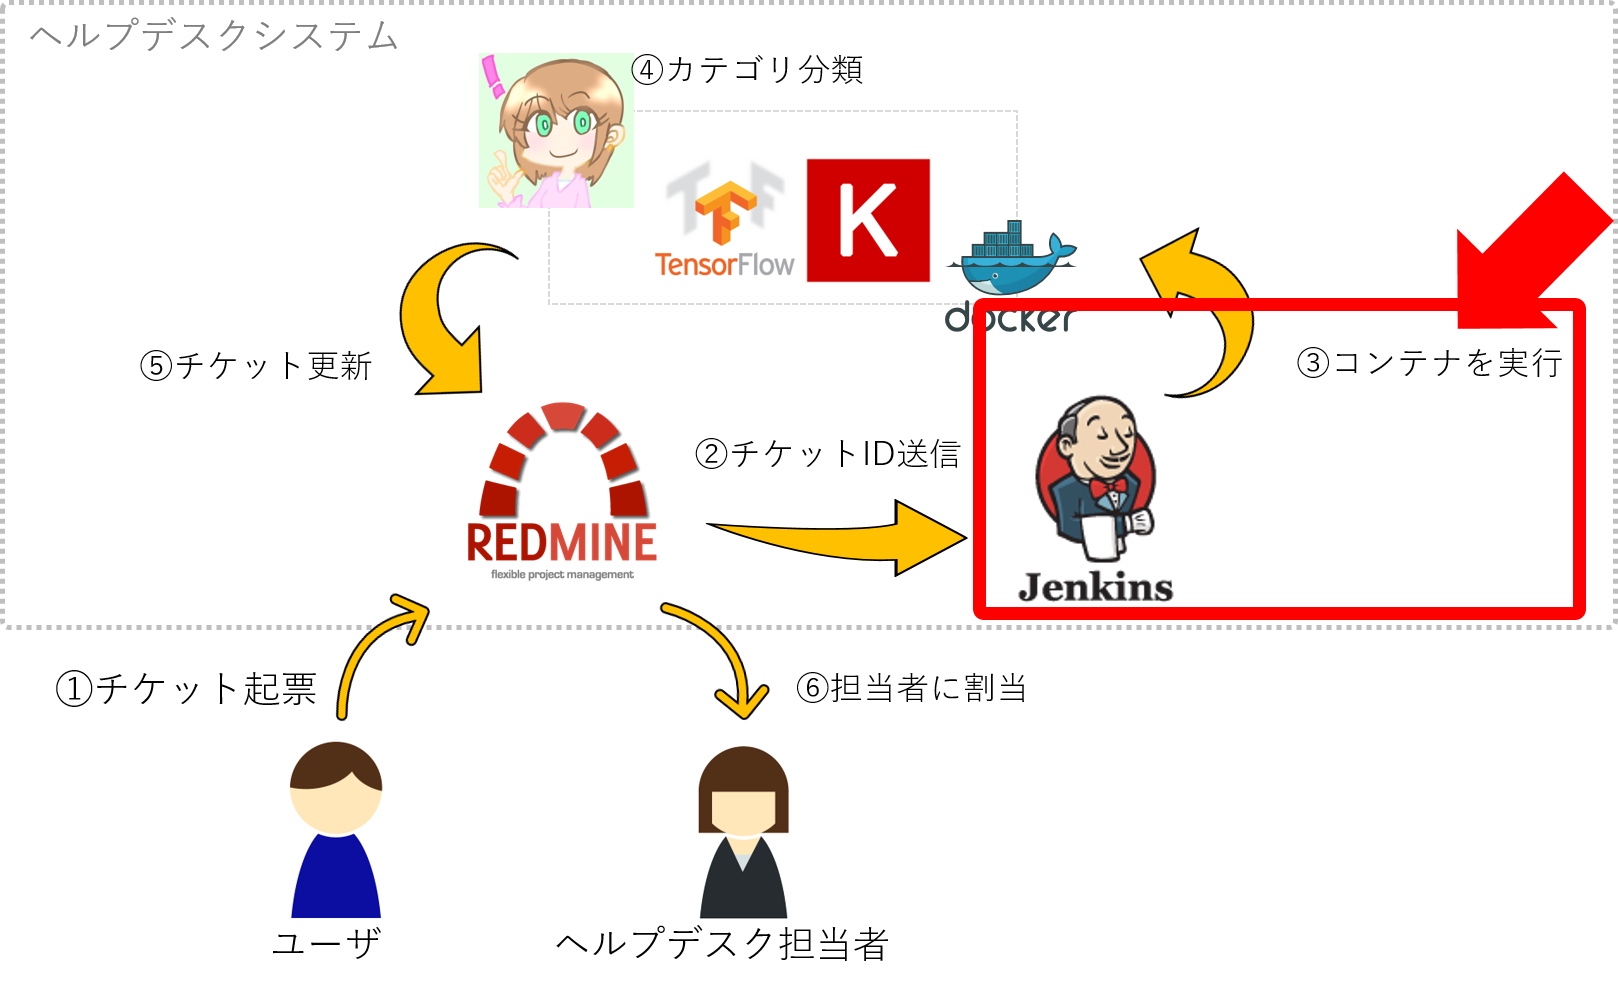 ヘルプデスクシステム
④カテゴリ分類
TensorFlow
K
docker
③コンテナを実行
⑤チケット更新
②チケットID送信
REDMINE
flexible project management
Jenkins
①チケット起票
⑥担当者に割当
ユーザ
ヘルプデスク担当者